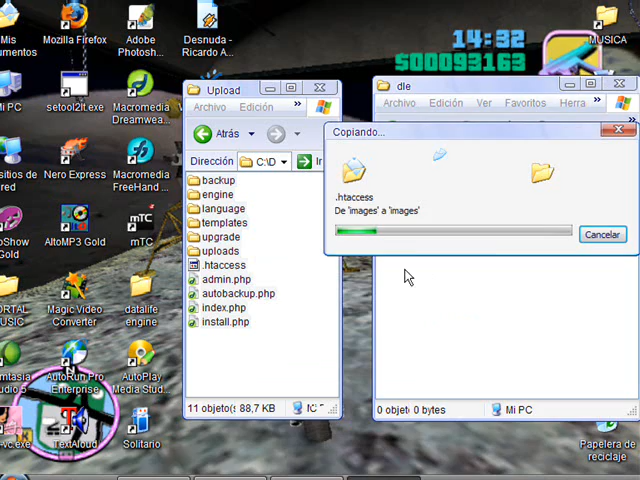 Mis
Mozilla Firefox
Adobe
Photosh...
Desnuda -
Ricardo A...
14:32
$00093163
MUSICA
Mi PC
setool2lt.exe
Macromedia
Dreamwea...
Nero Express
Macromedia
FreeHand ...
AltoMP3 Gold
mTC
mTC
Gold
Magic Video
Converter
datalife
engine
AutoRun Pro
Enterprise
AutoPlay
Media Stud...
TextAloud
Solitario
Papelera de
reciclaje
Upload
Archivo Edición »
Atrás
Dirección C:\D Ir
backup
engine
language
templates
upgrade
uploads
.htaccess
admin.php
autobackup.php
index.php
install.php
11 objeto(s 88,7 KB
dle
Archivo Edición Ver Favoritos Herra »
Copiando...
.htaccess
De 'images' a 'images'
Cancelar
0 objet 0 bytes Mi PC